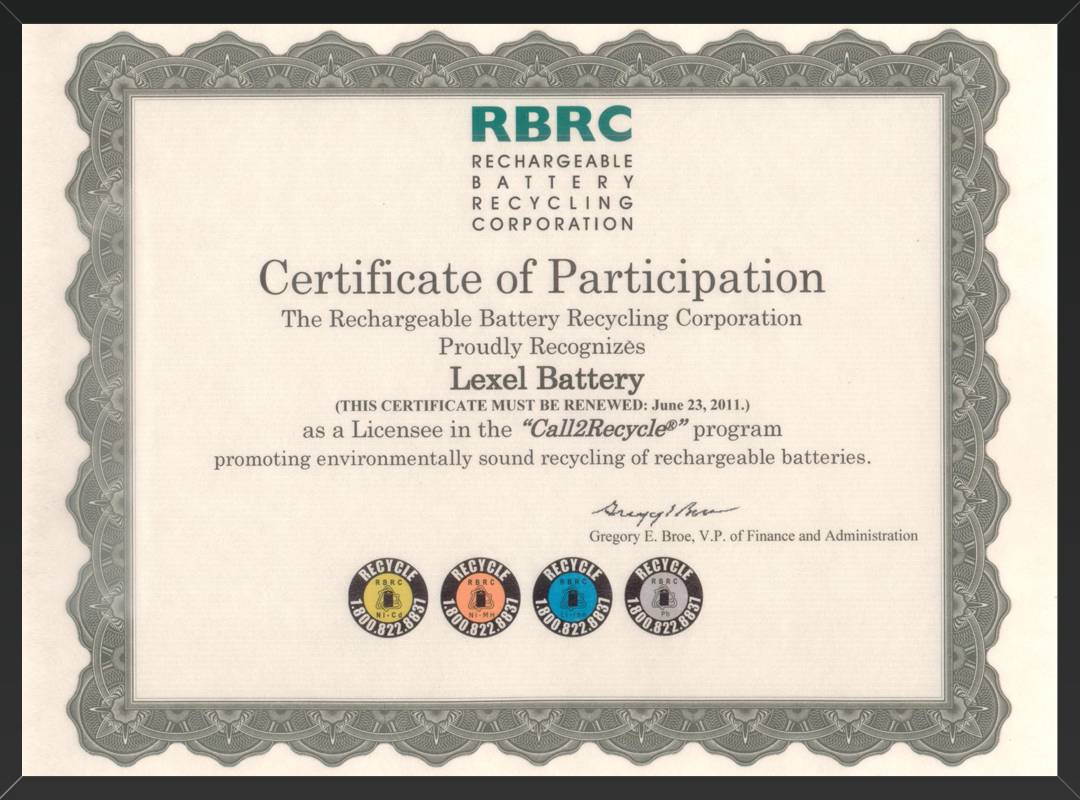 RBRC
RECHARGEABLE
BATTERY
RECYCLING
CORPORATION
Certificate of Participation
The Rechargeable Battery Recycling Corporation
Proudly Recognizes
Lexel Battery
(THIS CERTIFICATE MUST BE RENEWED: June 23, 2011.)
as a Licensee in the “Call2Recycle®” program
promoting environmentally sound recycling of rechargeable batteries.
Gregory E. Broe, V.P. of Finance and Administration
RECYCLE RBRC Ni-Cd 1.800.822.8837
RECYCLE RBRC Ni-MH 1.800.822.8837
RECYCLE RBRC Li-Ion 1.800.822.8837
RECYCLE RBRC Pb 1.800.822.8837